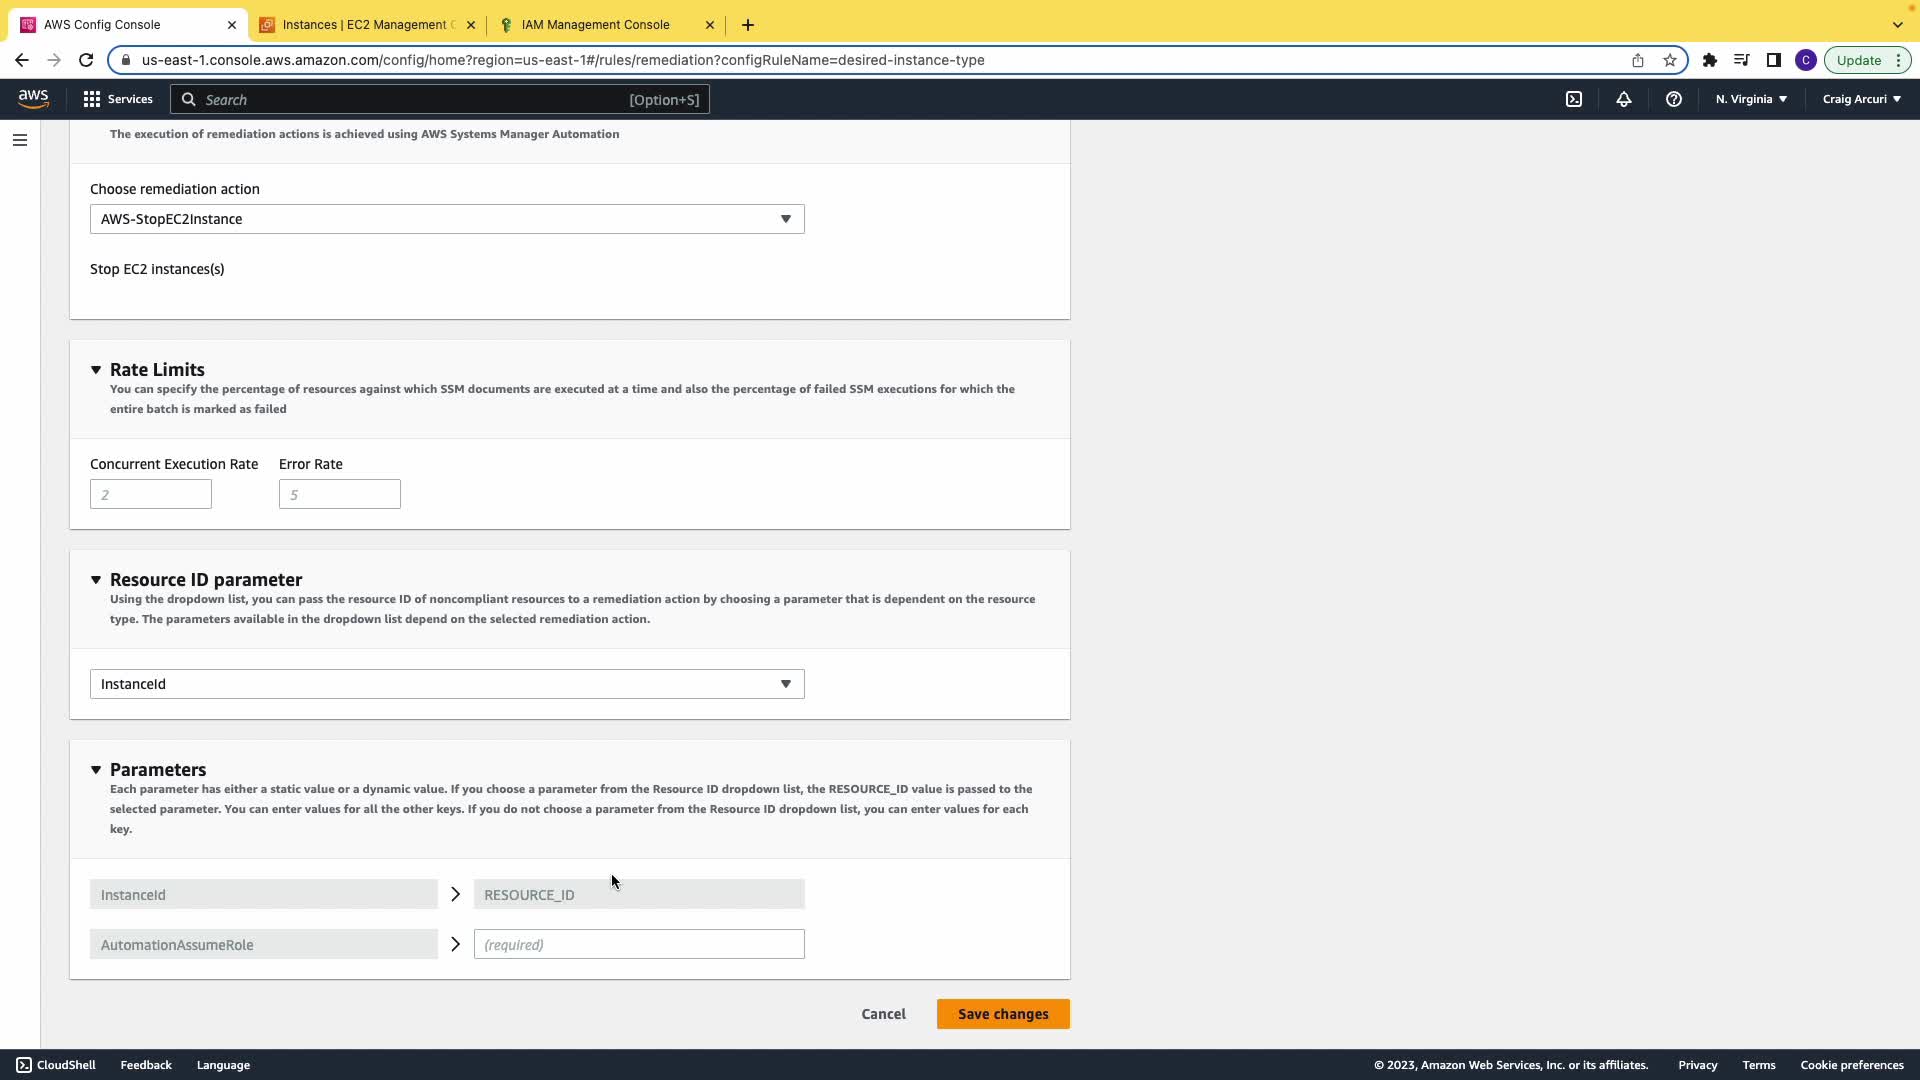 AWS Config Console
Instances | EC2 Management C
IAM Management Console
us-east-1.console.aws.amazon.com/config/home?region=us-east-1#/rules/remediation?configRuleName=desired-instance-type
C
Update
aws
Services
Search
[Option+S]
N. Virginia
Craig Arcuri
The execution of remediation actions is achieved using AWS Systems Manager Automation
Choose remediation action
AWS-StopEC2Instance
Stop EC2 instances(s)
Rate Limits
You can specify the percentage of resources against which SSM documents are executed at a time and also the percentage of failed SSM executions for which the
entire batch is marked as failed
Concurrent Execution Rate
Error Rate
2
5
Resource ID parameter
Using the dropdown list, you can pass the resource ID of noncompliant resources to a remediation action by choosing a parameter that is dependent on the resource
type. The parameters available in the dropdown list depend on the selected remediation action.
InstanceId
Parameters
Each parameter has either a static value or a dynamic value. If you choose a parameter from the Resource ID dropdown list, the RESOURCE_ID value is passed to the
selected parameter. You can enter values for all the other keys. If you do not choose a parameter from the Resource ID dropdown list, you can enter values for each
key.
InstanceId
RESOURCE_ID
AutomationAssumeRole
(required)
Cancel
Save changes
CloudShell
Feedback
Language
© 2023, Amazon Web Services, Inc. or its affiliates.
Privacy
Terms
Cookie preferences